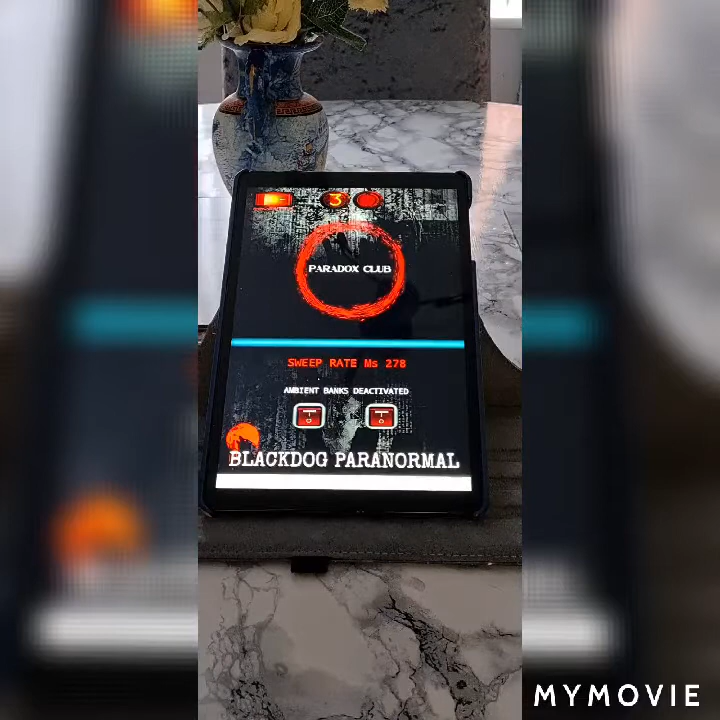 3
PARADOX CLUB
SWEEP RATE Ms 278
AMBIENT BANKS DEACTIVATED
BLACKDOG PARANORMAL
MYMOVIE